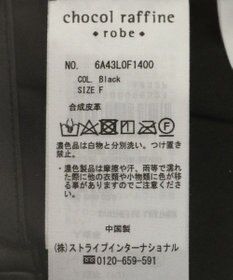 chocol raffine
robe
NO. 6A43L0F1400
COL. Black
SIZE F
合成皮革
濃色品は白物と分別洗い。つけ置き
禁止。
・濃色製品は摩擦や汗、雨等で濡れ
た際に他の衣類や小物類に色が移
る事がありますのでご注意くださ
い。
中国製
(株)ストライプインターナショナル
0120-659-591